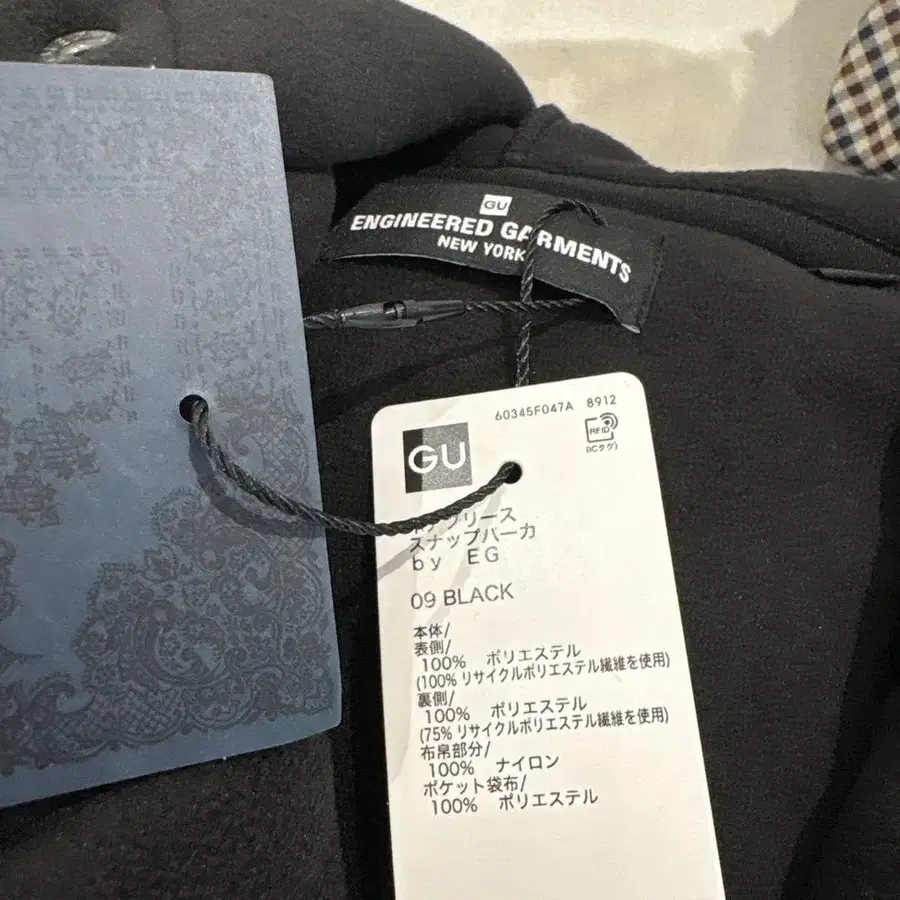 GU
ENGINEERED GARMENTS
NEW YORK
60345F047A 8912
RFID
(ICタグ)
GU
スナップパーカ
by EG
09 BLACK
本体/
表側/
100% ポリエステル
(100% リサイクルポリエステル繊維を使用)
裏側/
100% ポリエステル
(75% リサイクルポリエステル繊維を使用)
布帛部分/
100% ナイロン
ポケット袋布/
100% ポリエステル